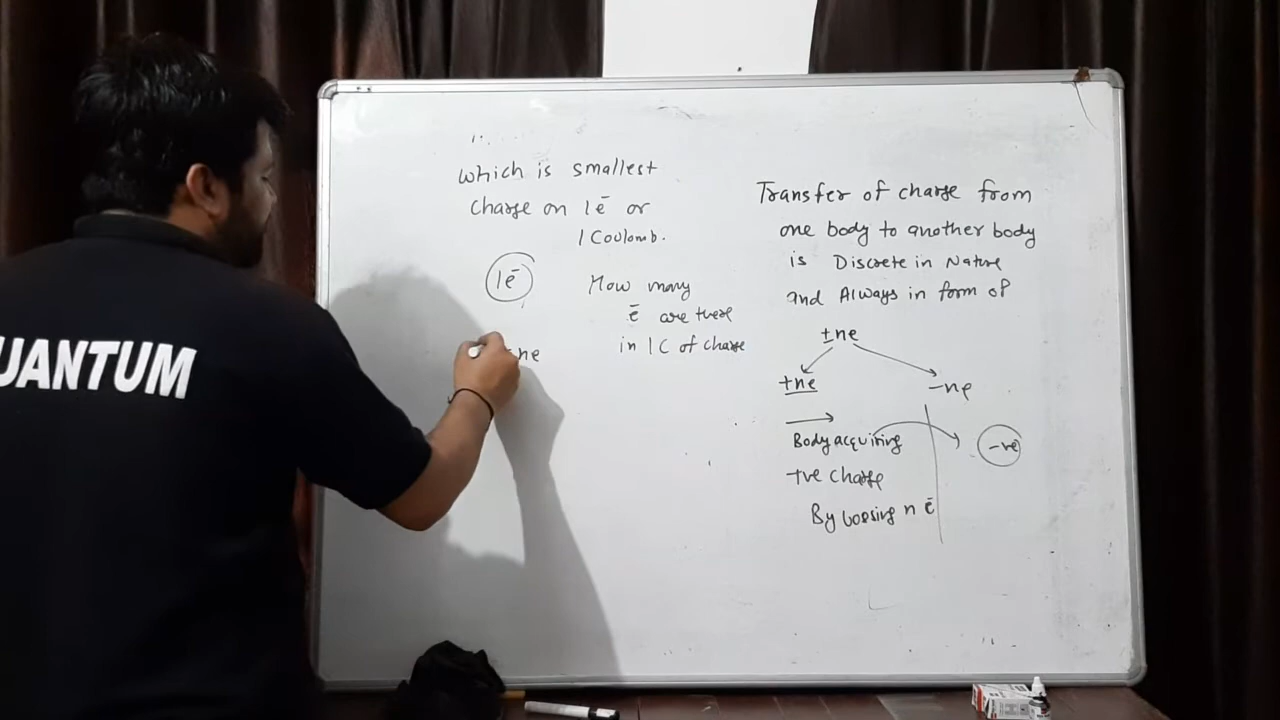 UANTUM
Which is smallest
charge on 1ē or
1 Coulomb.
1ē
How many
ē are there
in 1C of charge
ne
Transfer of charge from
one body to another body
is Discrete in Nature
and Always in form of
±ne
+ne
-ne
Body acquiring
+ve charge
By loosing n ē
-ve